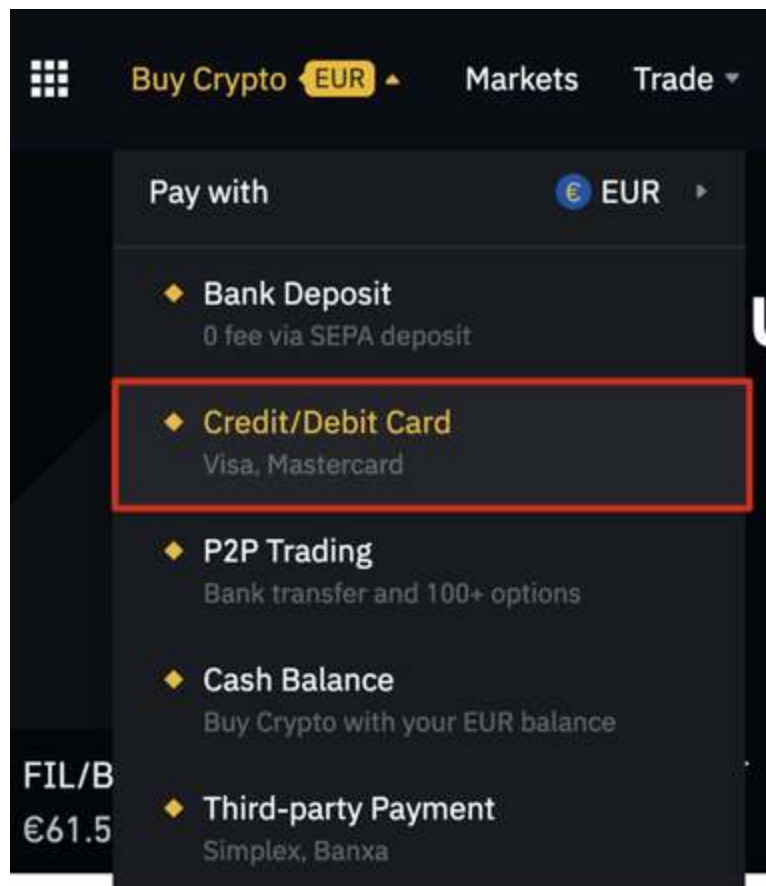 Buy Crypto EUR Markets Trade
Pay with € EUR
Bank Deposit
0 fee via SEPA deposit
Credit/Debit Card
Visa, Mastercard
P2P Trading
Bank transfer and 100+ options
Cash Balance
Buy Crypto with your EUR balance
FIL/B
Third-party Payment
€61.5
Simplex, Banxa